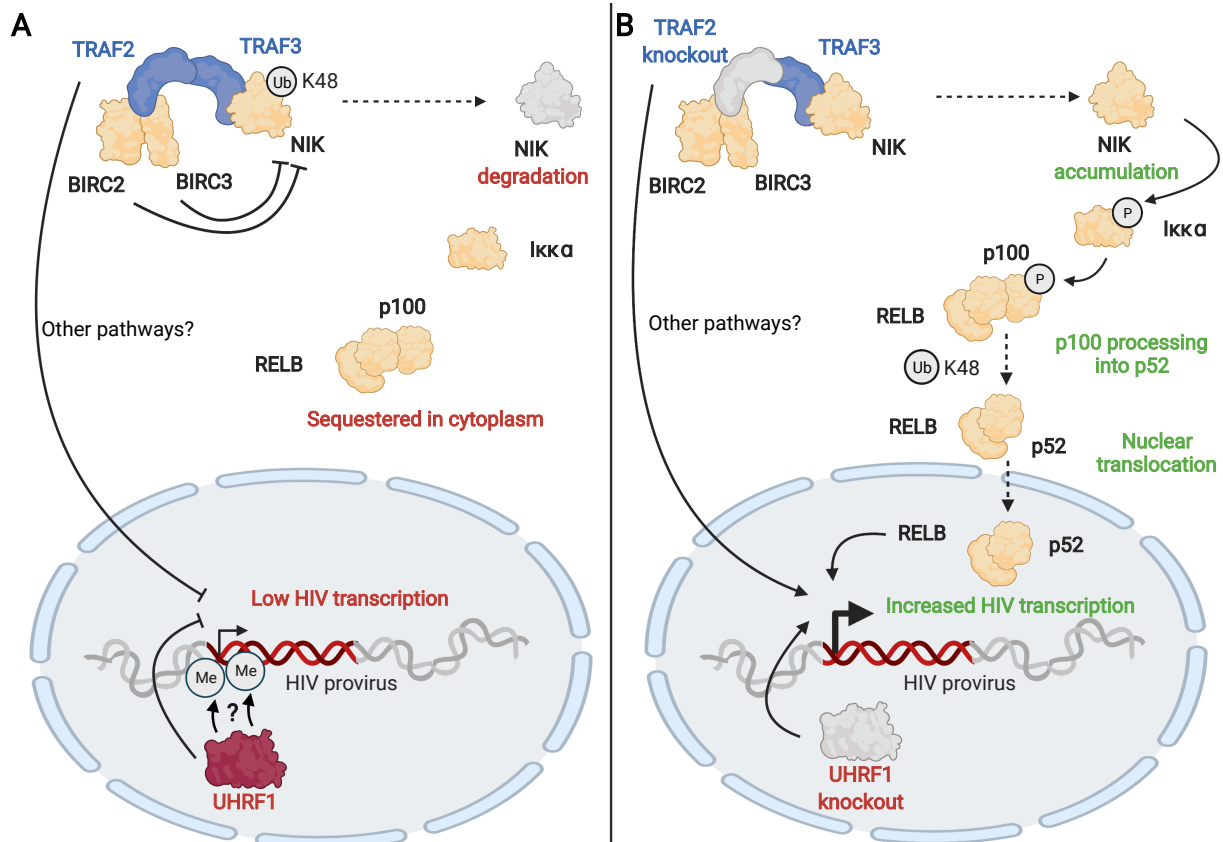 A
TRAF2
TRAF3
Ub
K48
NIK
BIRC2
BIRC3
NIK
degradation
Iκκα
p100
RELB
Sequestered in cytoplasm
Other pathways?
Low HIV transcription
Me
Me
HIV provirus
?
UHRF1
B
TRAF2
knockout
TRAF3
NIK
BIRC2
BIRC3
NIK
accumulation
P
Iκκα
p100
P
RELB
Other pathways?
p100 processing
into p52
Ub
K48
RELB
p52
Nuclear
translocation
RELB
p52
Increased HIV transcription
HIV provirus
UHRF1
knockout